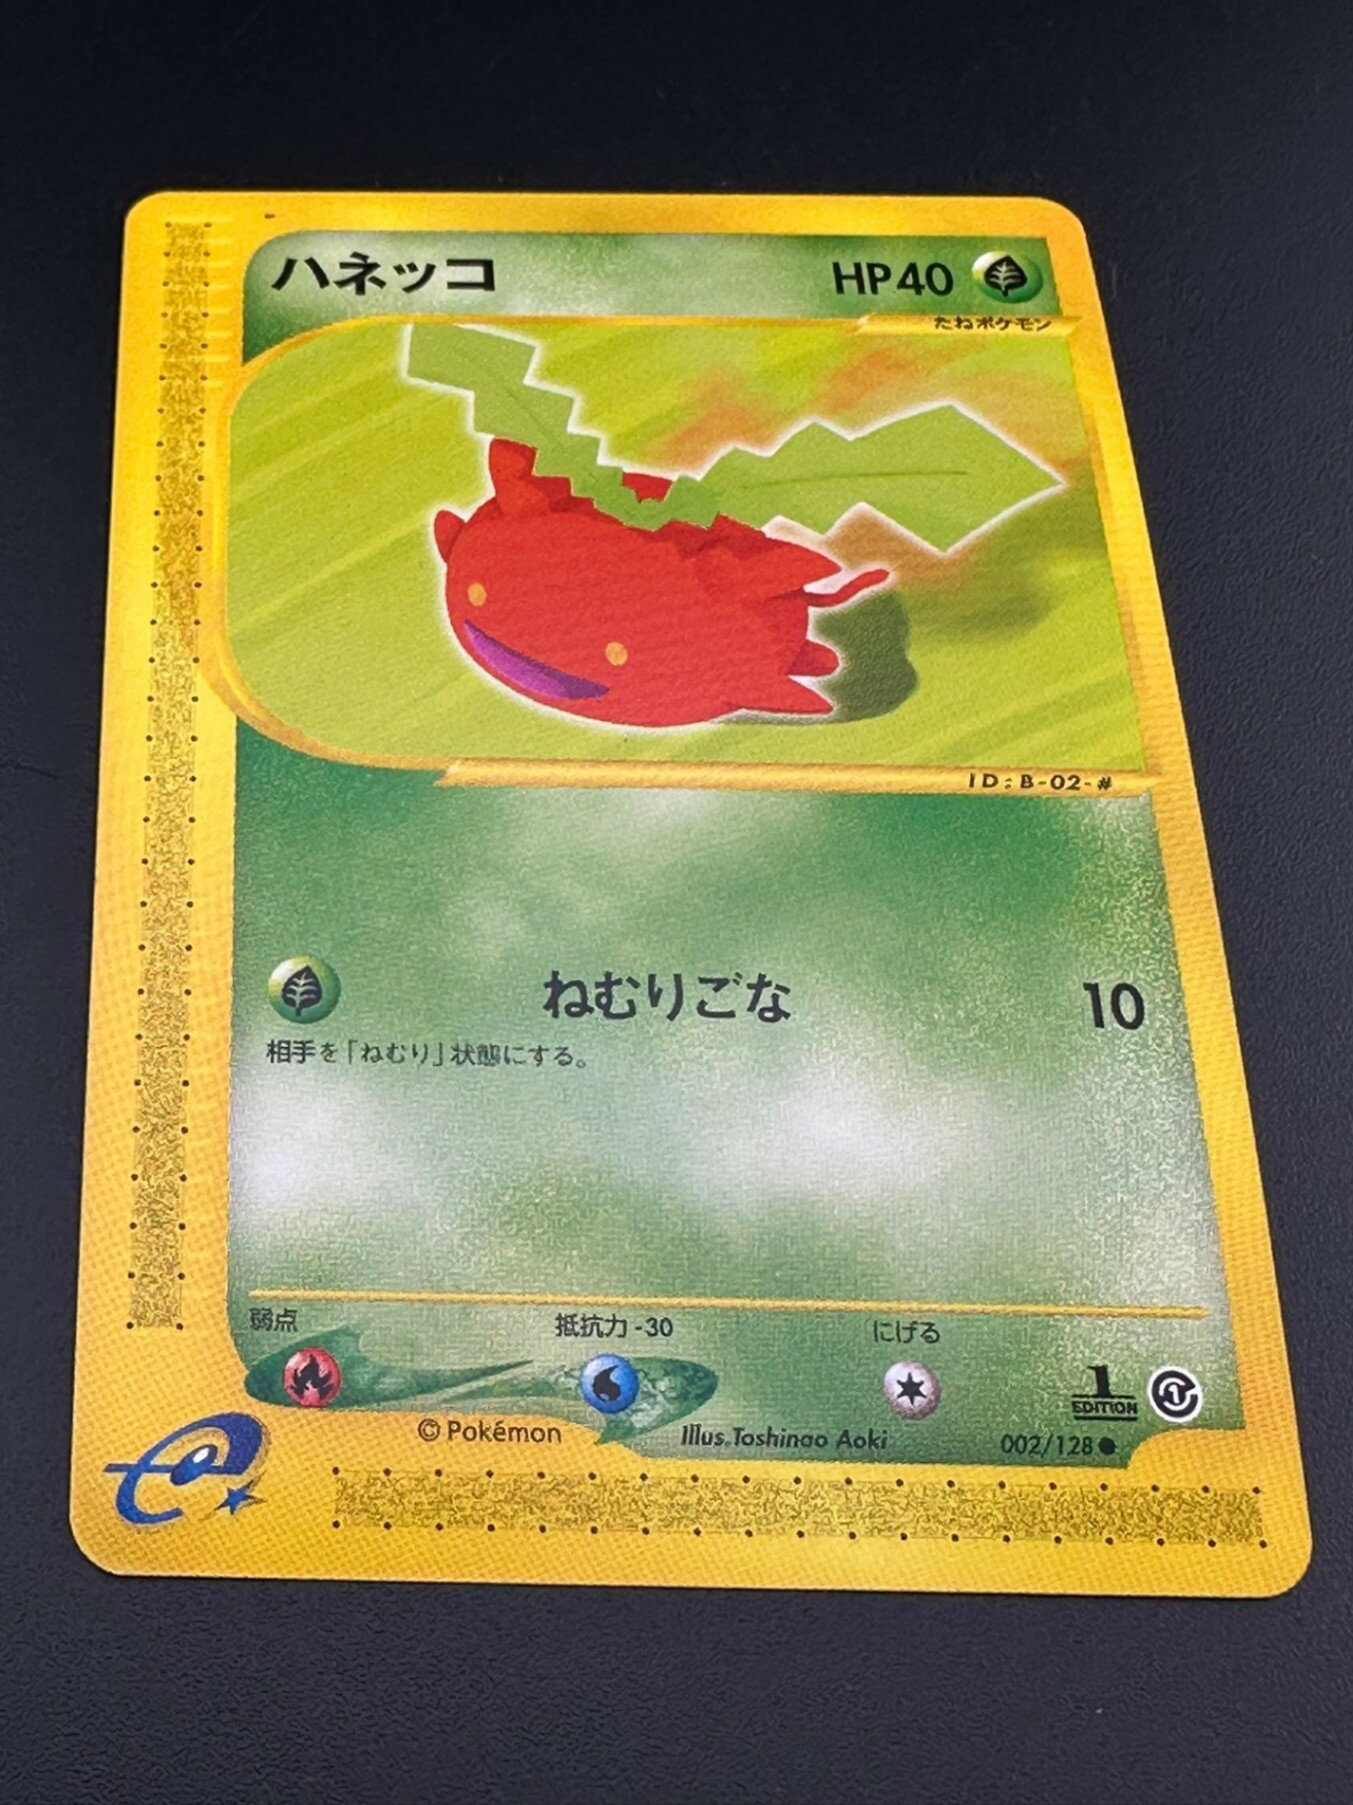 ハネッコ HP40
たねポケモン
ID:B-02-#
ねむりごな 10
相手を「ねむり」状態にする。
弱点 抵抗力-30 にげる
1 EDITION
© Pokémon Illus.Toshinao Aoki 002/128●